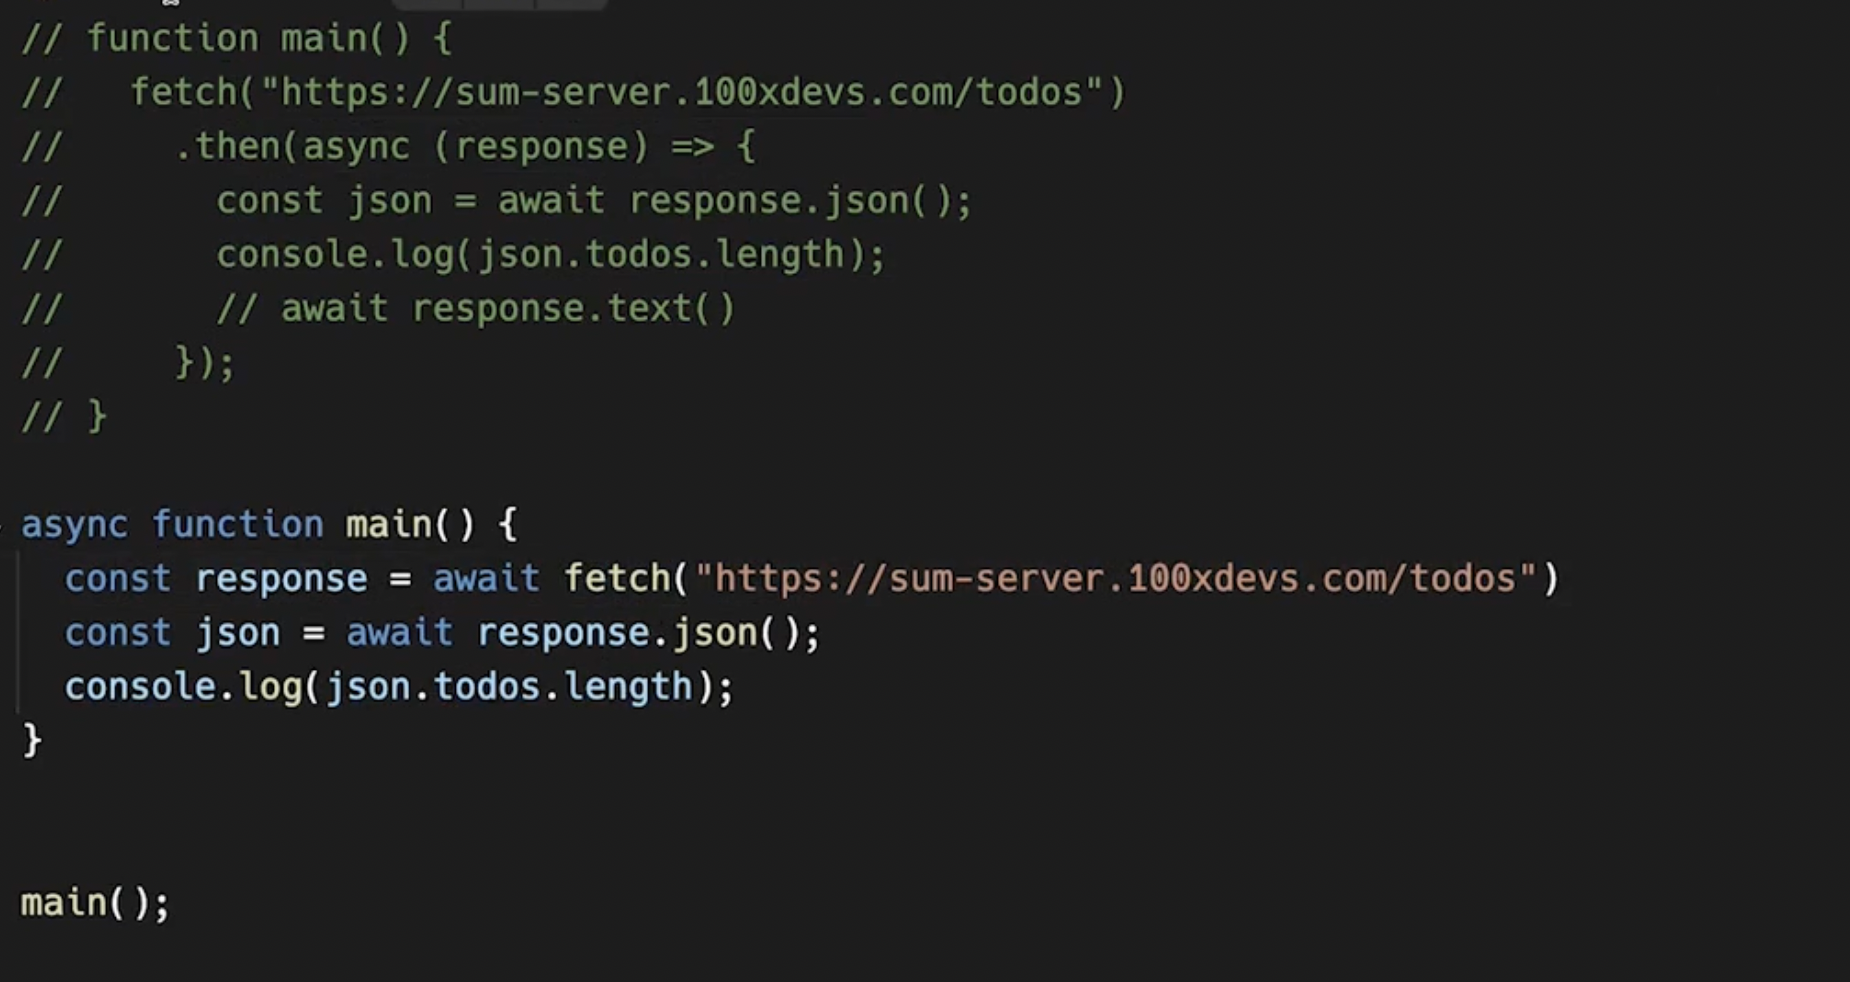 // function main() {
//   fetch("https://sum-server.100xdevs.com/todos")
//     .then(async (response) => {
//       const json = await response.json();
//       console.log(json.todos.length);
//       // await response.text()
//     });
// }
async function main() {
  const response = await fetch("https://sum-server.100xdevs.com/todos")
  const json = await response.json();
  console.log(json.todos.length);
}
main();